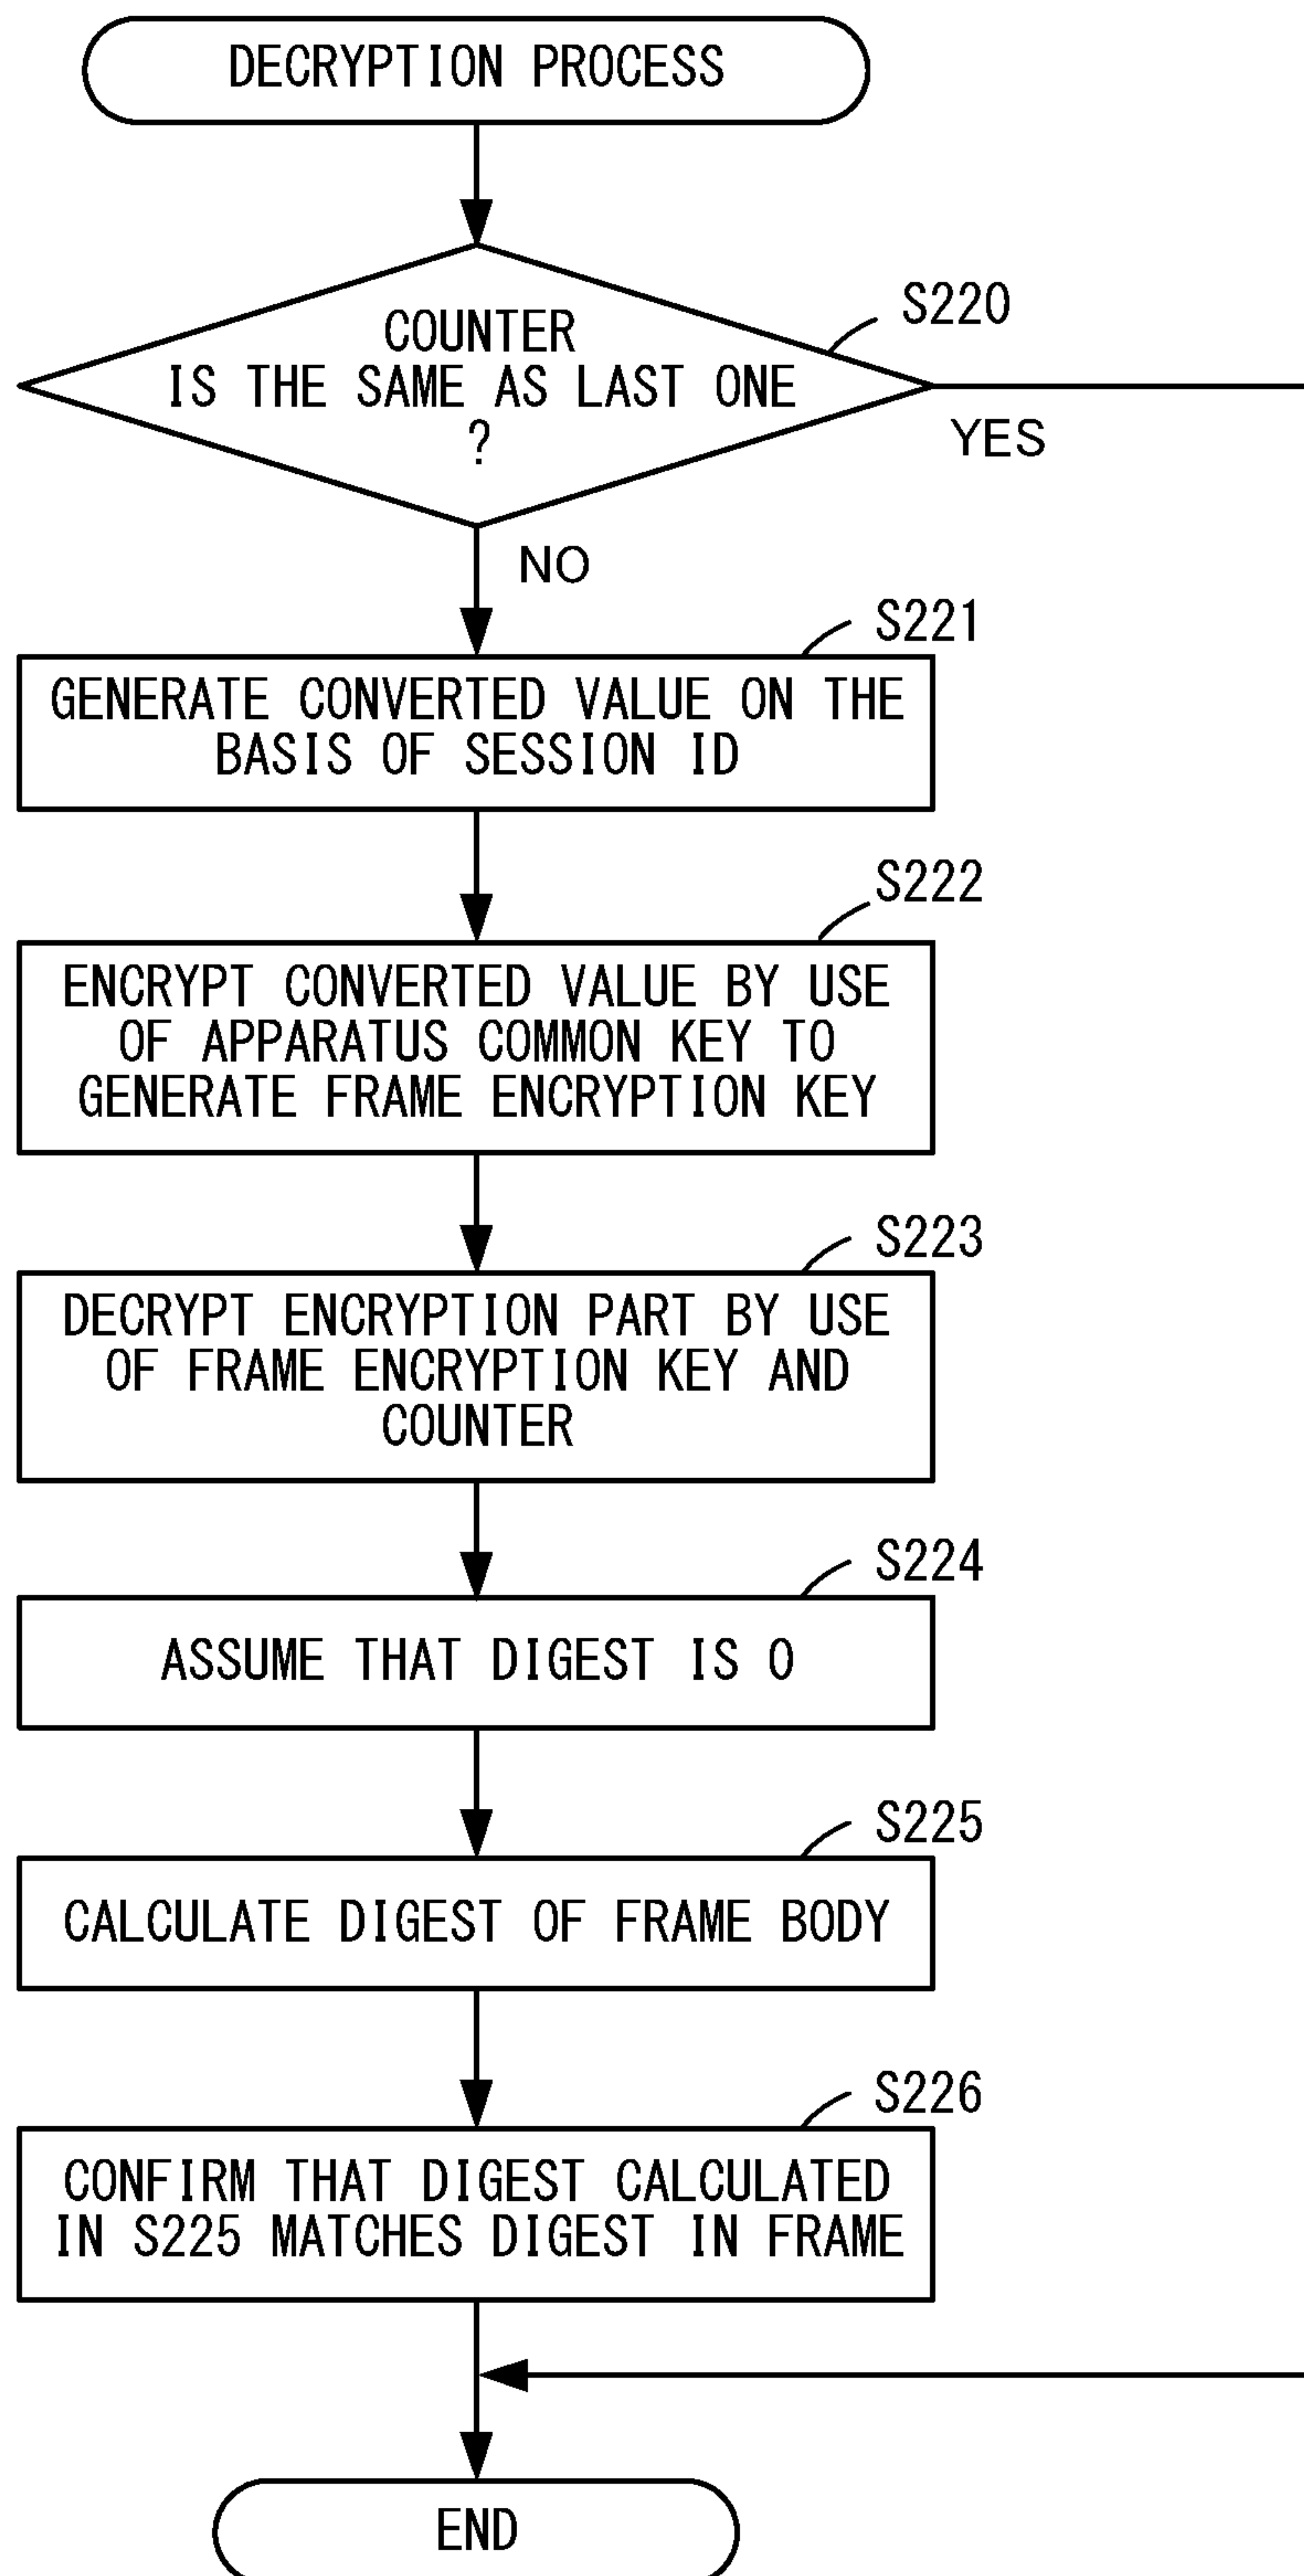 DECRYPTION PROCESS
S220
COUNTER
IS THE SAME AS LAST ONE
?
YES
NO
S221
GENERATE CONVERTED VALUE ON THE
BASIS OF SESSION ID
S222
ENCRYPT CONVERTED VALUE BY USE
OF APPARATUS COMMON KEY TO
GENERATE FRAME ENCRYPTION KEY
S223
DECRYPT ENCRYPTION PART BY USE
OF FRAME ENCRYPTION KEY AND
COUNTER
S224
ASSUME THAT DIGEST IS 0
S225
CALCULATE DIGEST OF FRAME BODY
S226
CONFIRM THAT DIGEST CALCULATED
IN S225 MATCHES DIGEST IN FRAME
END